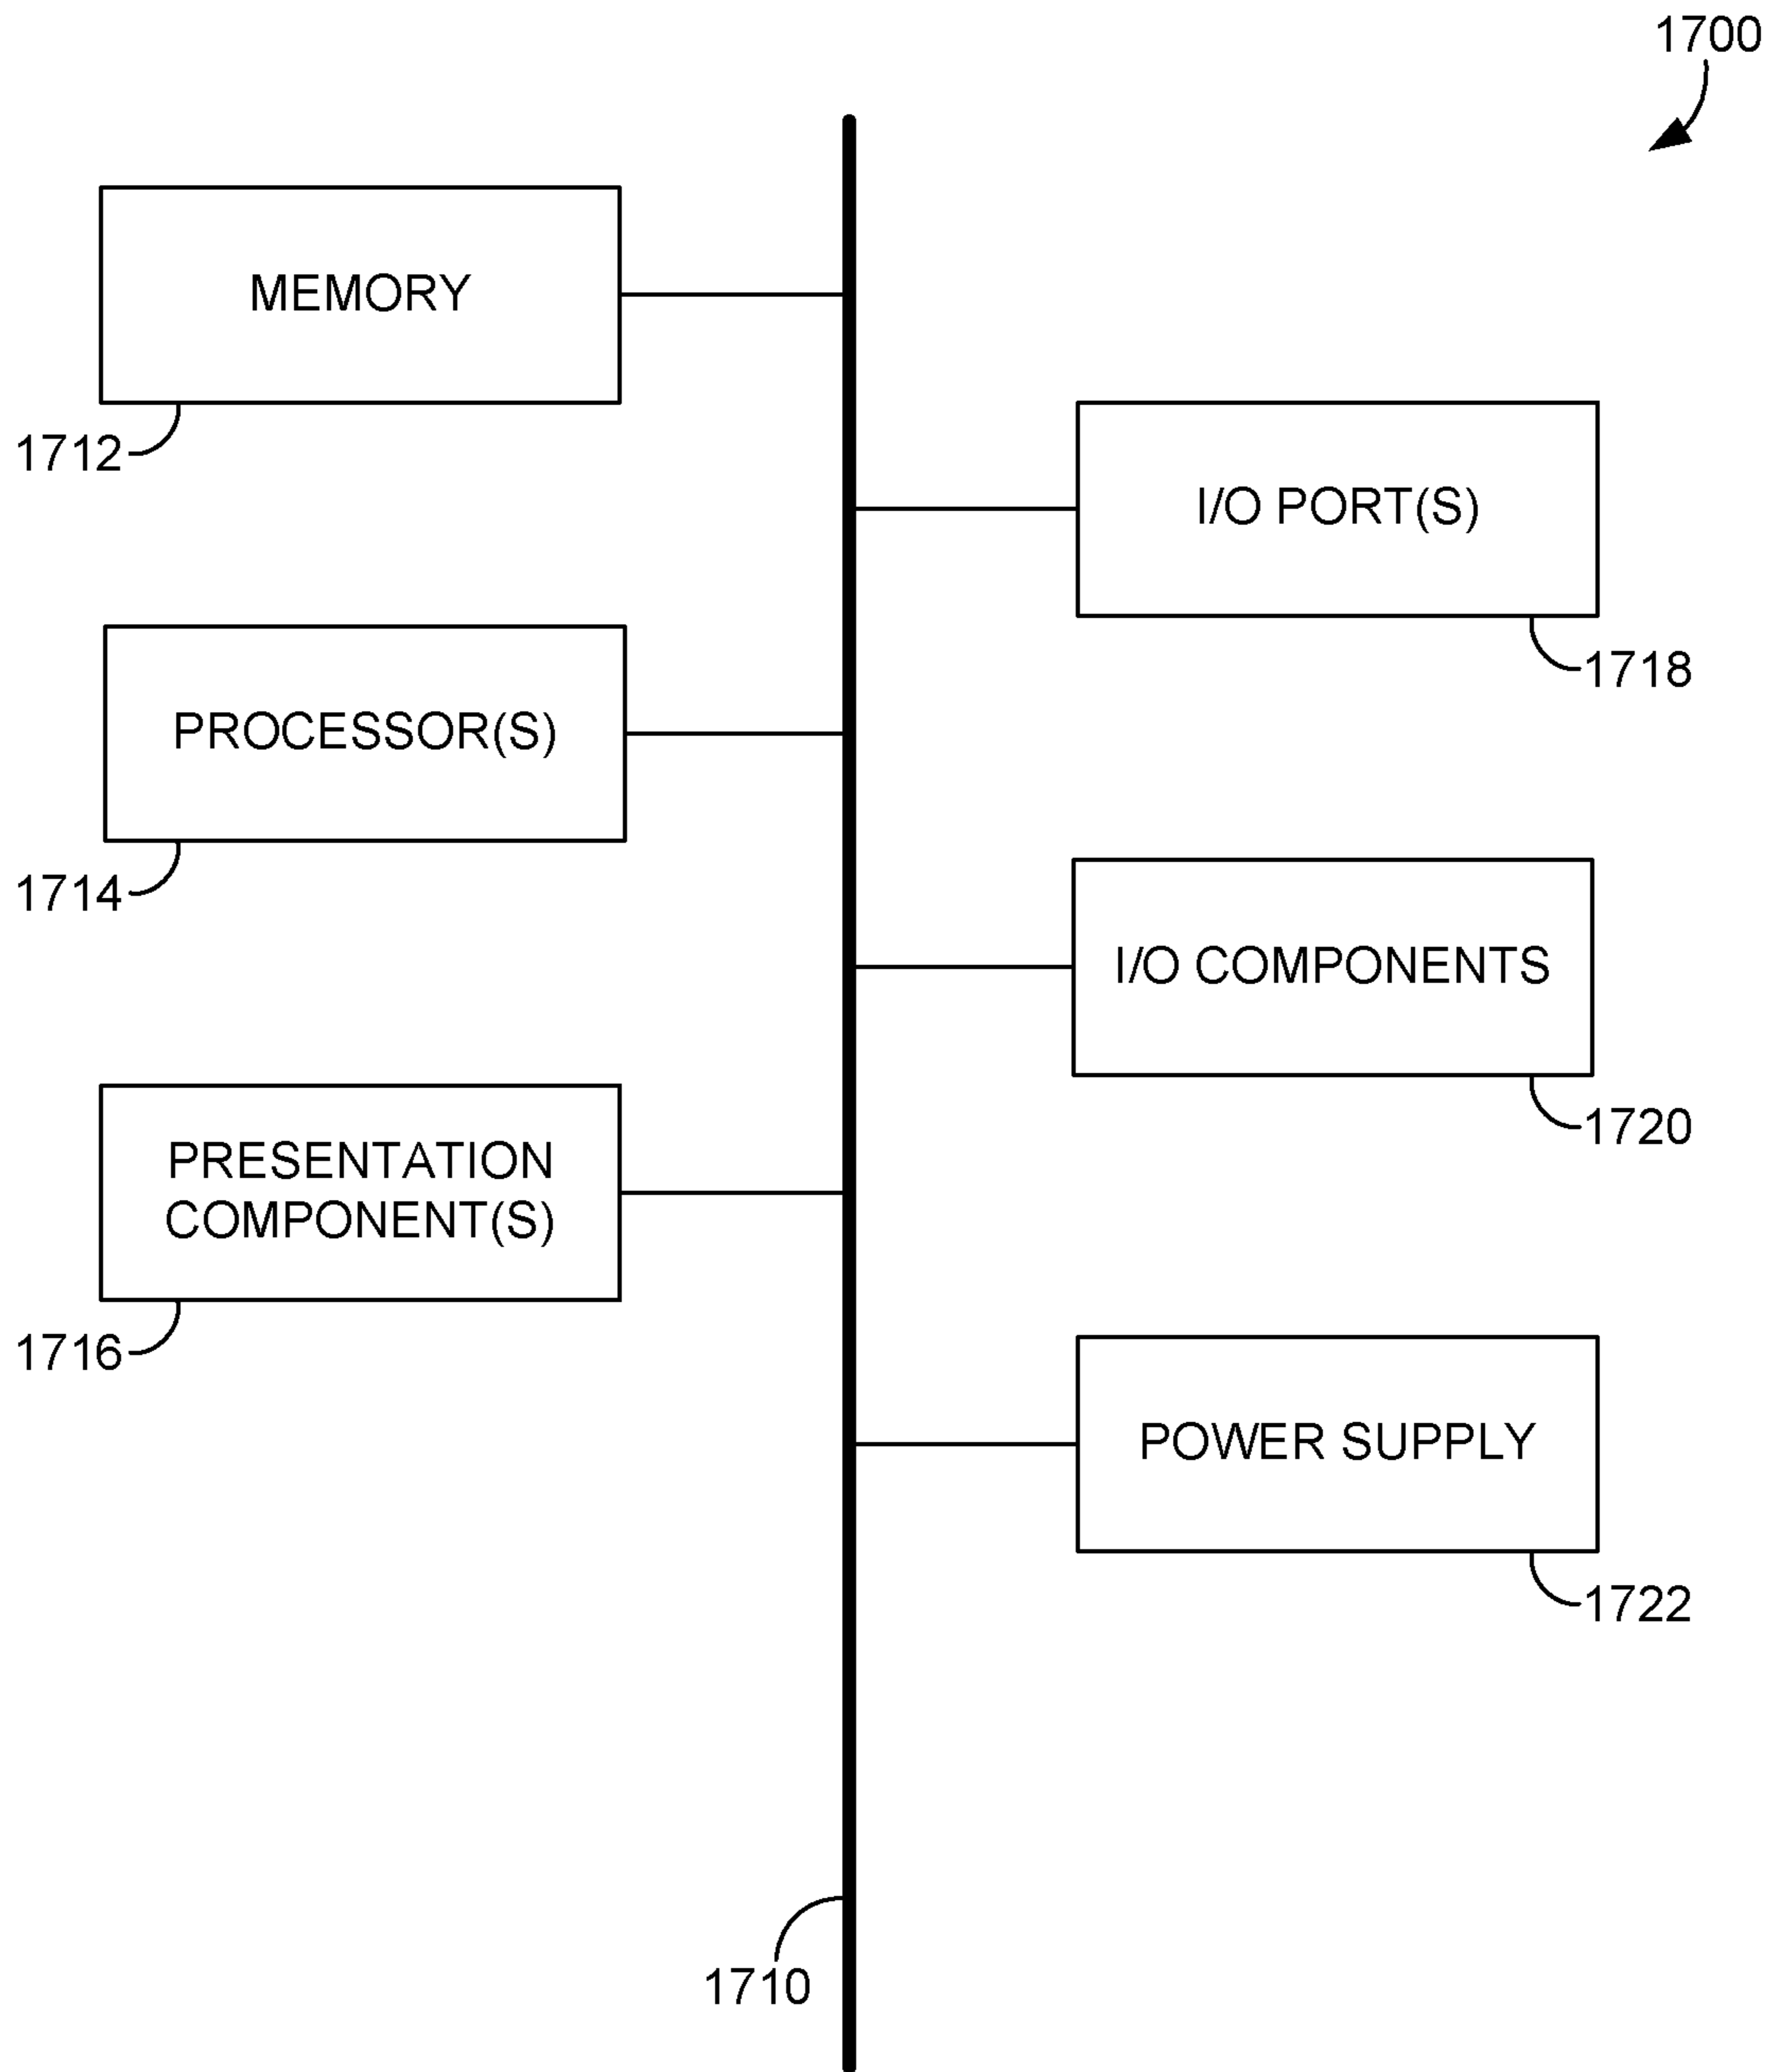 1700
MEMORY
1712
I/O PORT(S)
1718
PROCESSOR(S)
1714
I/O COMPONENTS
1720
PRESENTATION
COMPONENT(S)
1716
POWER SUPPLY
1722
1710